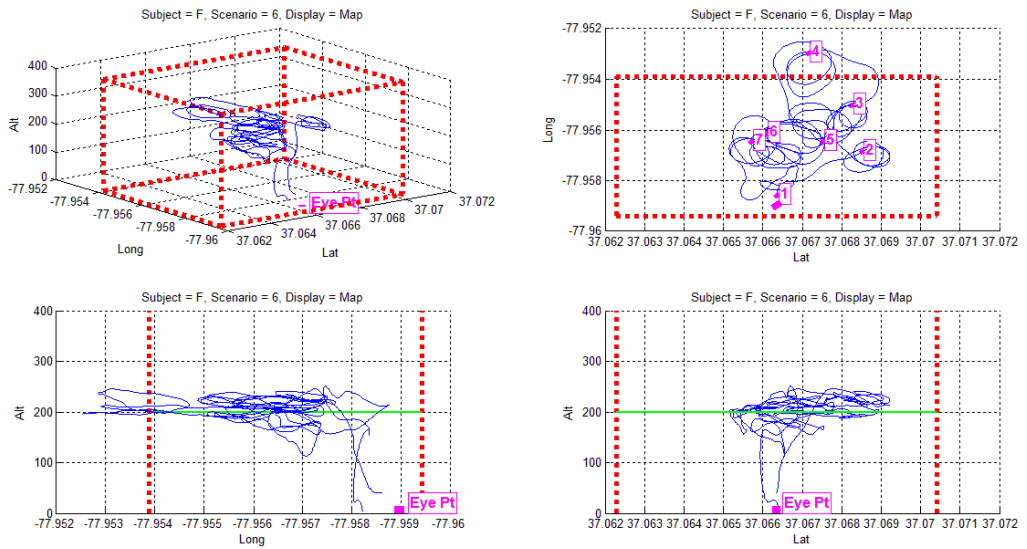 Subject = F, Scenario = 6, Display = Map
400
300
200
100
0
Alt
-77.952
-77.954
-77.956
-77.958
-77.96
Long
37.062
37.064
37.066
37.068
37.07
37.072
Lat
Eye Pt
Subject = F, Scenario = 6, Display = Map
-77.952
-77.954
-77.956
-77.958
-77.96
Long
4
3
6
7
5
2
1
37.062 37.063 37.064 37.065 37.066 37.067 37.068 37.069 37.07 37.071 37.072
Lat
Subject = F, Scenario = 6, Display = Map
400
300
200
100
0
Alt
Eye Pt
-77.952 -77.953 -77.954 -77.955 -77.956 -77.957 -77.958 -77.959 -77.96
Long
Subject = F, Scenario = 6, Display = Map
400
300
200
100
0
Alt
Eye Pt
37.062 37.063 37.064 37.065 37.066 37.067 37.068 37.069 37.07 37.071 37.072
Lat